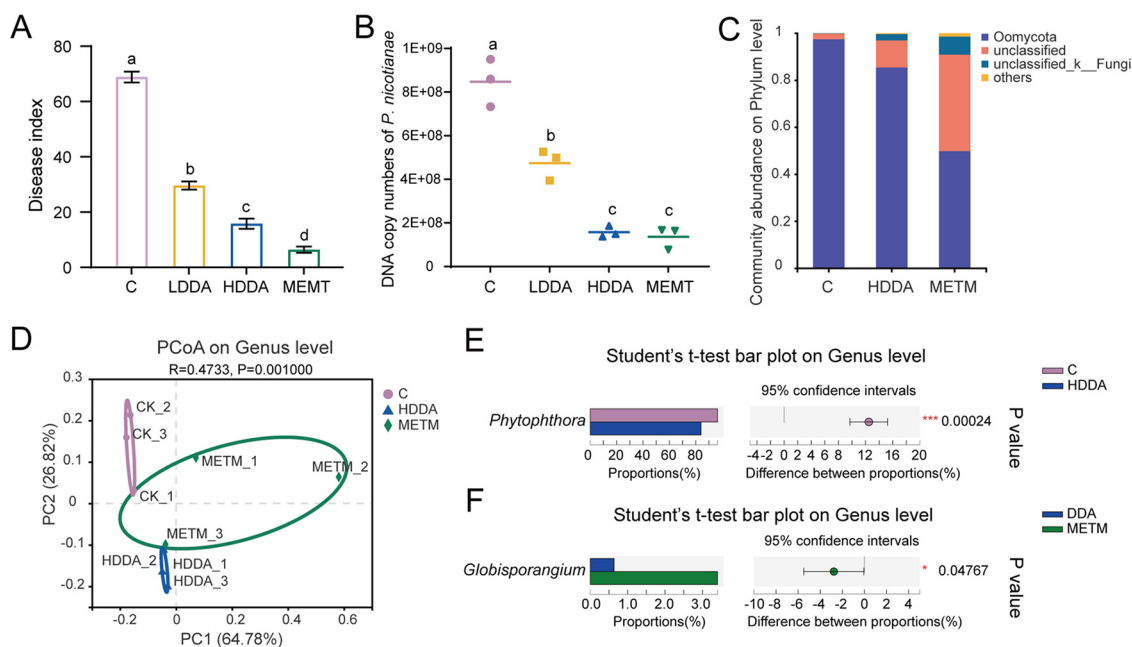 A
Disease index
80
60
40
20
0
a
b
c
d
C LDDA HDDA MEMT
B
DNA copy numbers of P. nicotianae
1E+09
8E+08
6E+08
4E+08
2E+08
0
a
b
c
c
C LDDA HDDA MEMT
C
Community abundance on Phylum level
1
0.8
0.6
0.4
0.2
0
C HDDA METM
Oomycota
unclassified
unclassified_k__Fungi
others
D
PCoA on Genus level
R=0.4733, P=0.001000
PC2 (26.82%)
0.3
0.2
0.1
0
-0.1
-0.2
CK_2
CK_3
CK_1
METM_1
METM_2
METM_3
HDDA_2
HDDA_1
HDDA_3
-0.2 0 0.2 0.4 0.6
PC1 (64.78%)
C
HDDA
METM
E
Student's t-test bar plot on Genus level
C
HDDA
95% confidence intervals
Phytophthora
*** 0.00024
P value
0 20 40 60 80
Proportions(%)
-4 -2 0 2 4 6 8 10 12 14 16 18 20
Difference between proportions(%)
F
Student's t-test bar plot on Genus level
DDA
METM
95% confidence intervals
Globisporangium
* 0.04767
P value
0.0 1.0 2.0 3.0
Proportions(%)
-10 -8 -6 -4 -2 0 2 4
Difference between proportions(%)